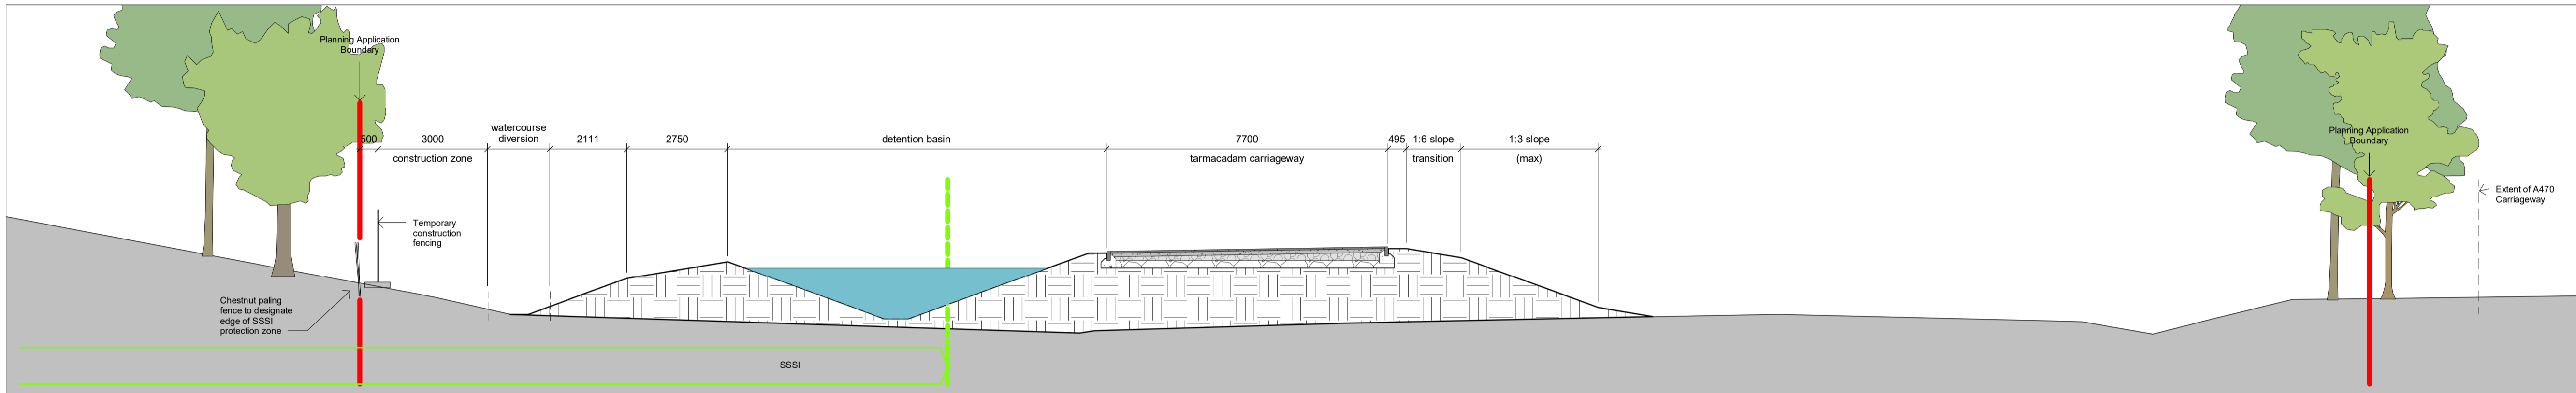 Planning Application
Boundary
500
3000
construction zone
watercourse
diversion
2111
2750
detention basin
7700
tarmacadam carriageway
495
1:6 slope
transition
1:3 slope
(max)
Temporary
construction
fencing
Chestnut paling
fence to designate
edge of SSSI
protection zone
SSSI
Planning Application
Boundary
Extent of A470
Carriageway